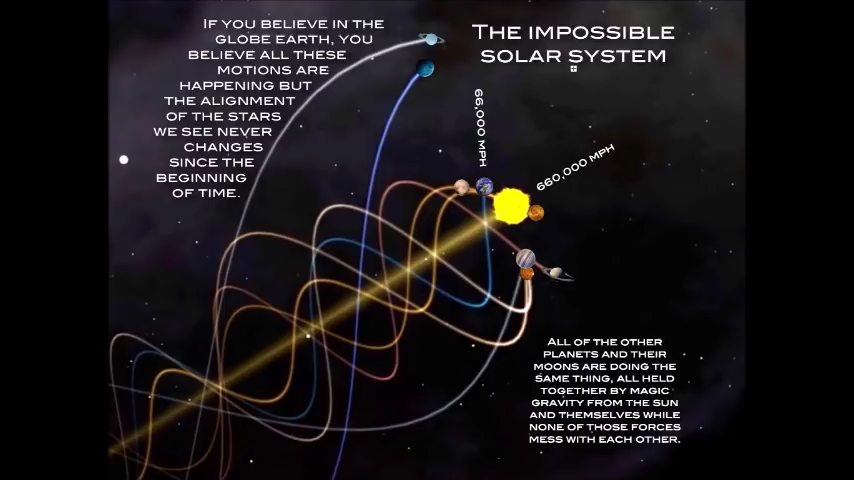 If you believe in the
globe earth, you
believe all these
motions are
happening but
the alignment
of the stars
we see never
changes
since the
beginning
of time.
The impossible
solar system
66,000 mph
660,000 mph
All of the other
planets and their
moons are doing the
same thing, all held
together by magic
gravity from the sun
and themselves while
none of those forces
mess with each other.